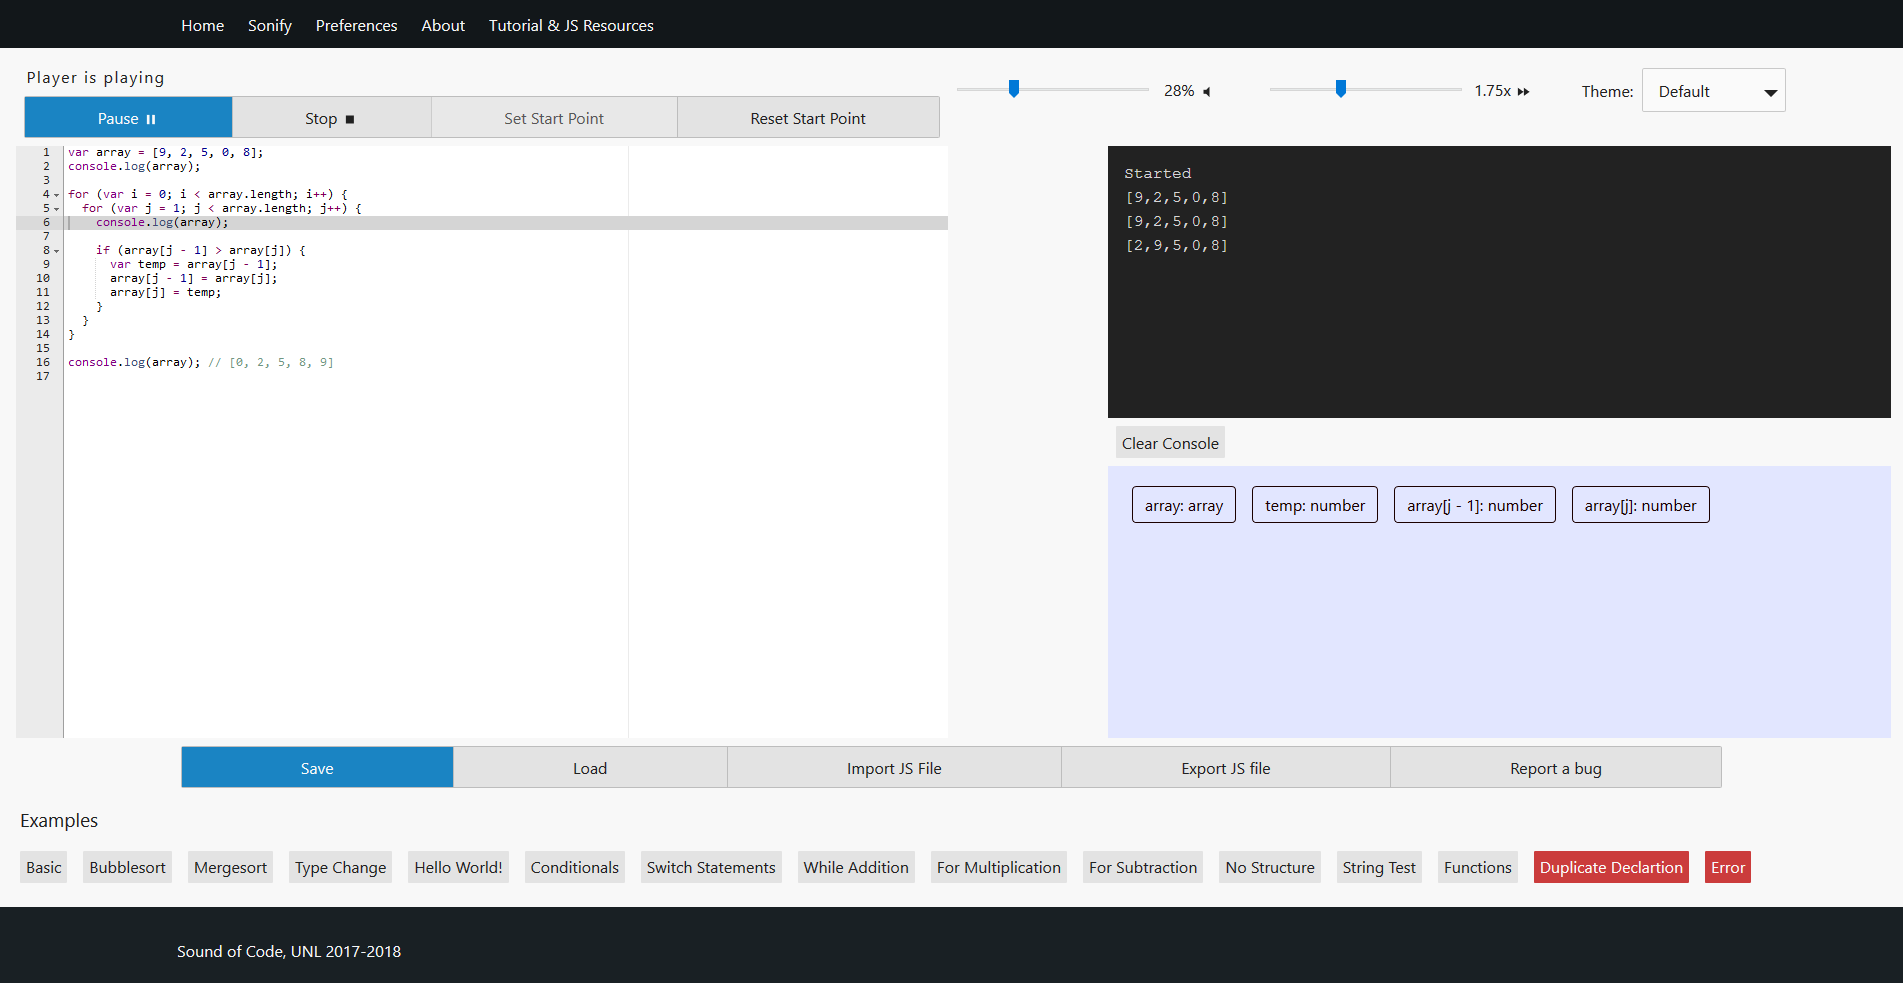 Home Sonify Preferences About Tutorial & JS Resources
Player is playing
28% 1.75x Theme: Default
Pause Stop Set Start Point Reset Start Point
1 var array = [9, 2, 5, 0, 8];
2 console.log(array);
3
4 for (var i = 0; i < array.length; i++) {
5   for (var j = 1; j < array.length; j++) {
6     console.log(array);
7
8     if (array[j - 1] > array[j]) {
9       var temp = array[j - 1];
10       array[j - 1] = array[j];
11       array[j] = temp;
12     }
13   }
14 }
15
16 console.log(array); // [0, 2, 5, 8, 9]
17
Started
[9,2,5,0,8]
[9,2,5,0,8]
[2,9,5,0,8]
Clear Console
array: array temp: number array[j - 1]: number array[j]: number
Save Load Import JS File Export JS file Report a bug
Examples
Basic Bubblesort Mergesort Type Change Hello World! Conditionals Switch Statements While Addition For Multiplication For Subtraction No Structure String Test Functions Duplicate Declartion Error
Sound of Code, UNL 2017-2018